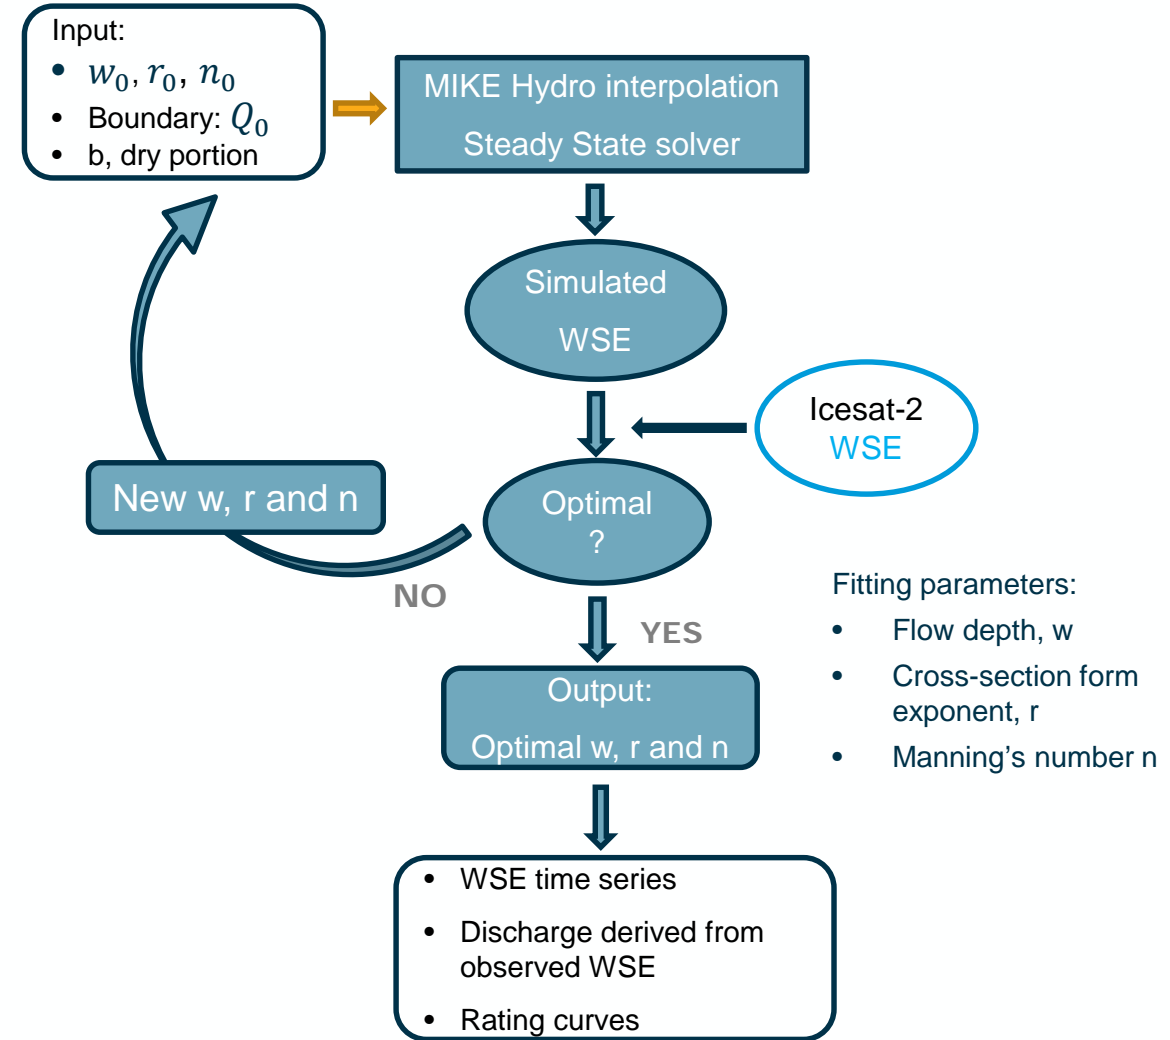 Input:
• w₀, r₀, n₀
• Boundary: Q₀
• b, dry portion
MIKE Hydro interpolation
Steady State solver
Simulated
WSE
Icesat-2
WSE
Optimal
?
New w, r and n
NO
YES
Output:
Optimal w, r and n
Fitting parameters:
• Flow depth, w
• Cross-section form
exponent, r
• Manning's number n
• WSE time series
• Discharge derived from
observed WSE
• Rating curves